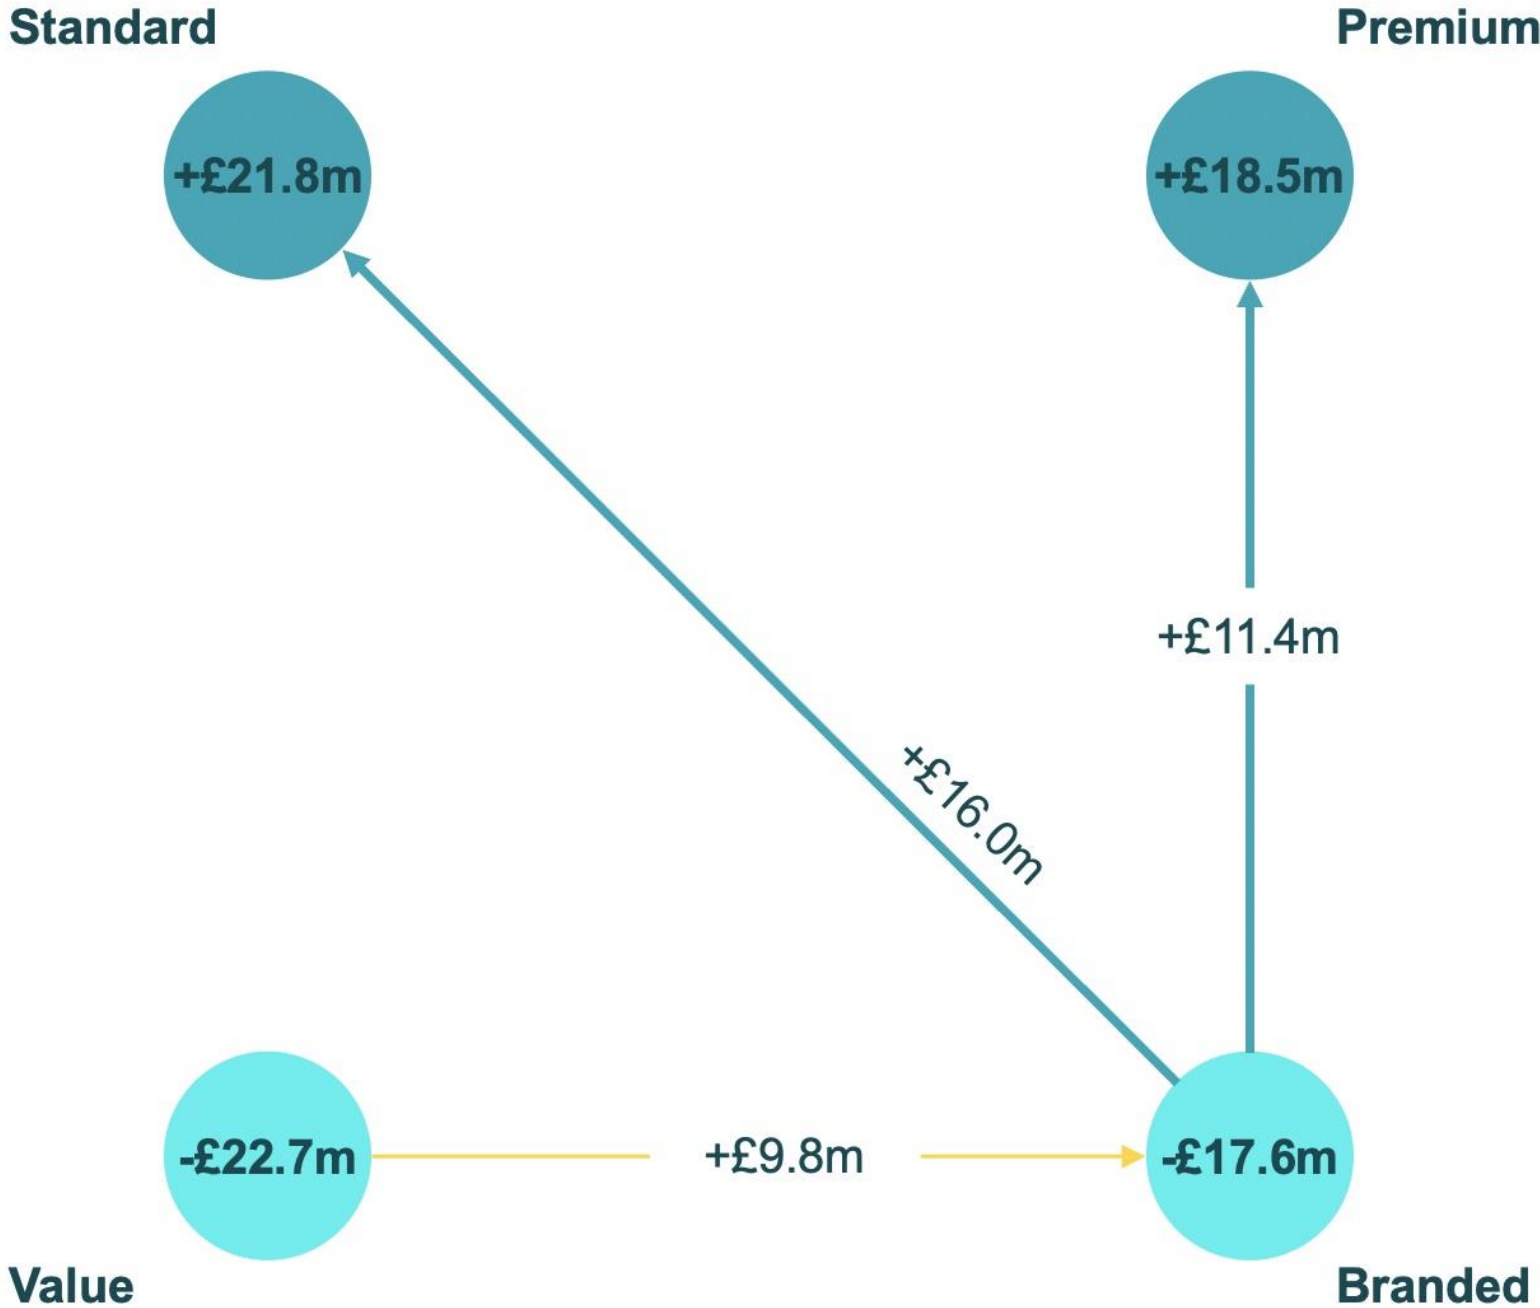 Standard
Premium
+£21.8m
+£18.5m
+£11.4m
+£16.0m
-£22.7m
+£9.8m
-£17.6m
Value
Branded